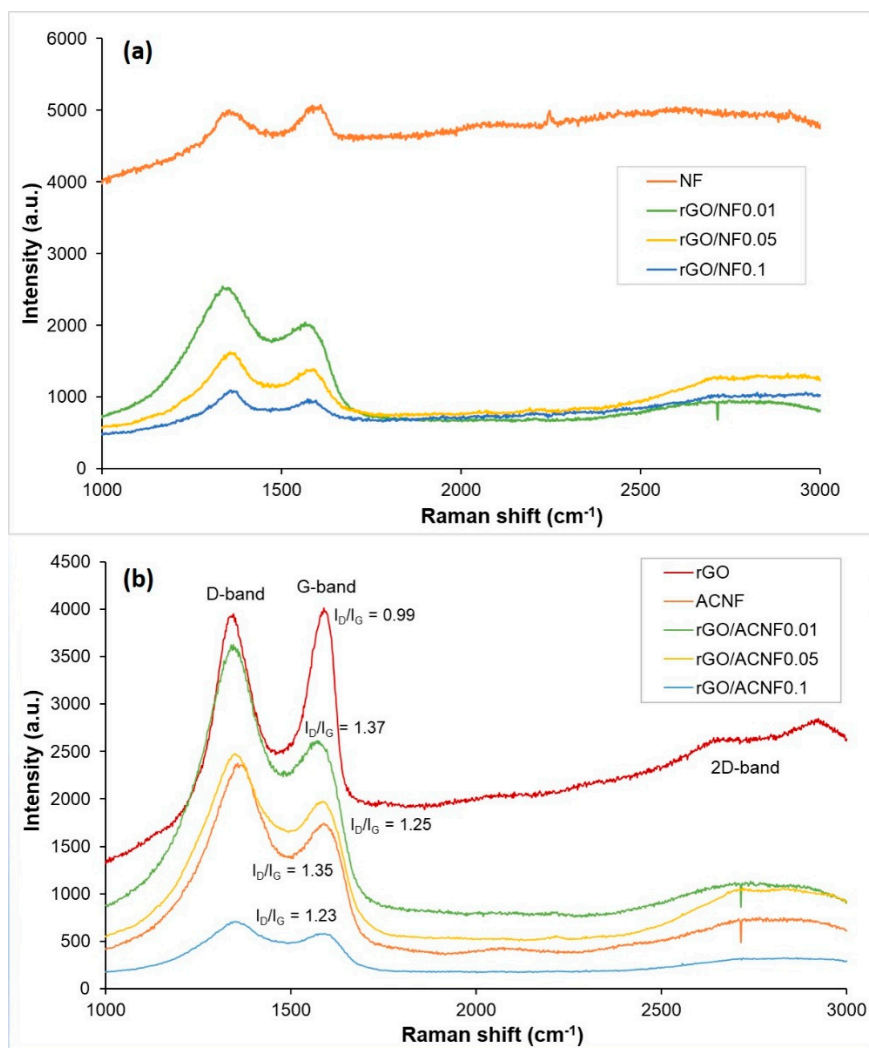 (a)
6000
5000
4000
3000
2000
1000
0
Intensity (a.u.)
NF
rGO/NF0.01
rGO/NF0.05
rGO/NF0.1
1000 1500 2000 2500 3000
Raman shift (cm⁻¹)
(b)
4500
4000
3500
3000
2500
2000
1500
1000
500
0
Intensity (a.u.)
D-band
G-band
I_D/I_G = 0.99
I_D/I_G = 1.37
I_D/I_G = 1.25
I_D/I_G = 1.35
I_D/I_G = 1.23
2D-band
rGO
ACNF
rGO/ACNF0.01
rGO/ACNF0.05
rGO/ACNF0.1
1000 1500 2000 2500 3000
Raman shift (cm⁻¹)